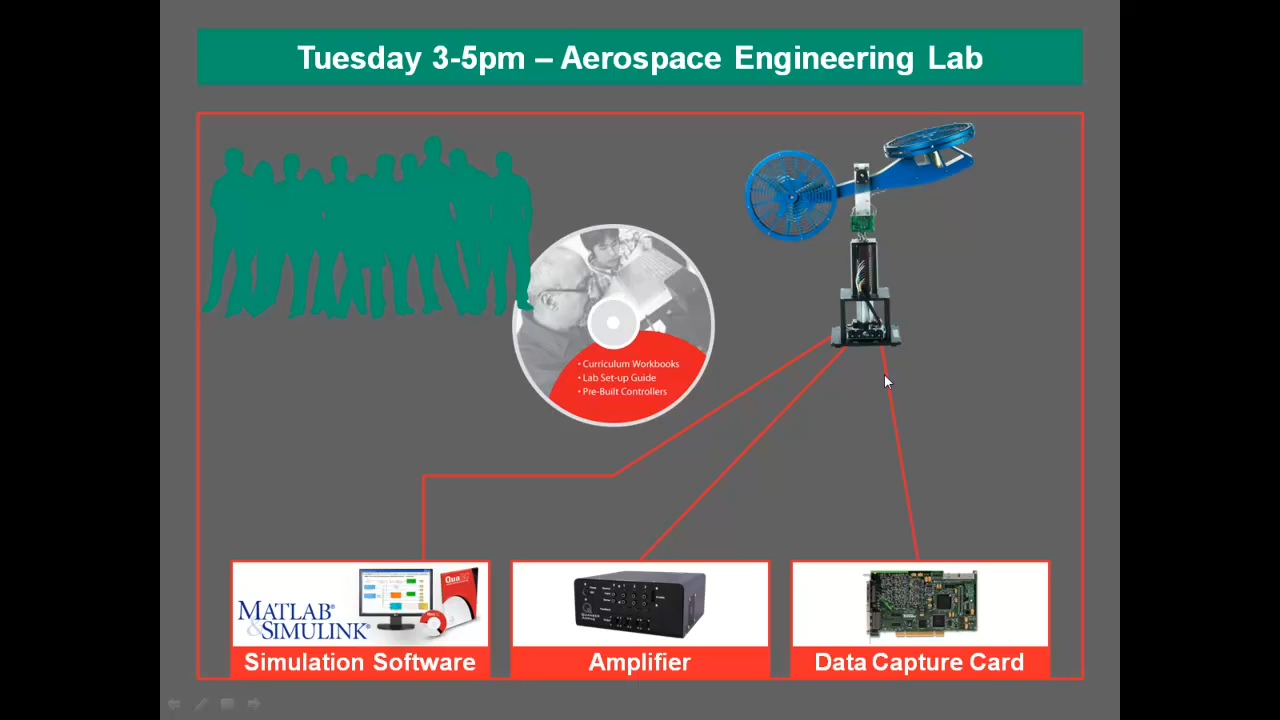 Tuesday 3-5pm – Aerospace Engineering Lab
• Curriculum Workbooks
• Lab Set-up Guide
• Pre-Built Controllers
MATLAB®
&SIMULINK®
Simulation Software
Amplifier
Data Capture Card